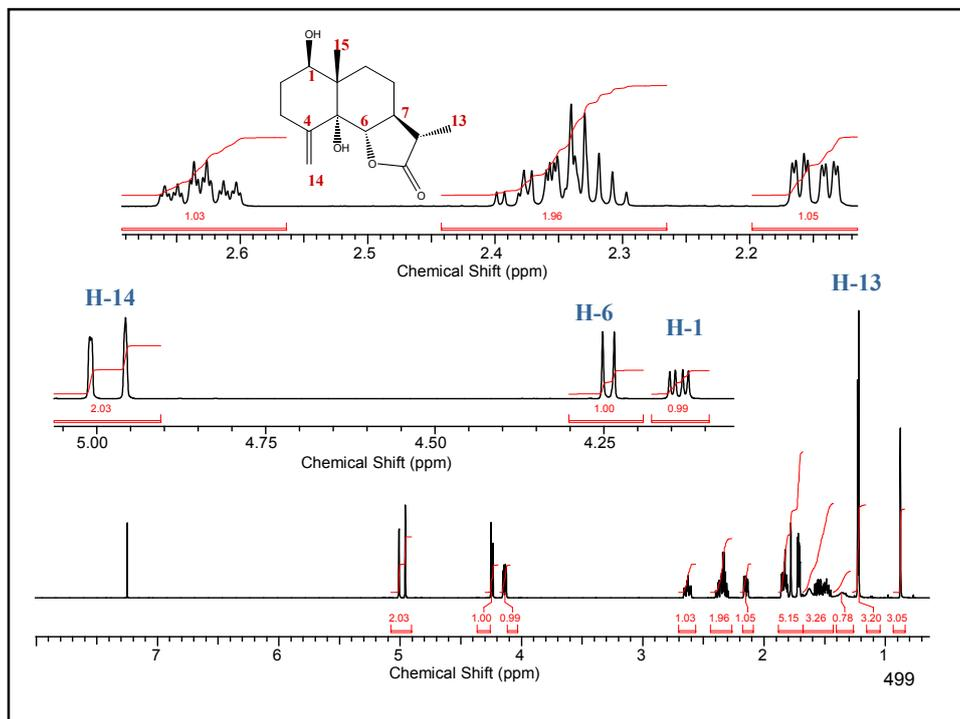 OH
15
1
4
6
7
13
OH
O
O
14
1.03
1.96
1.05
2.6 2.5 2.4 2.3 2.2
Chemical Shift (ppm)
H-14
H-6
H-1
H-13
2.03
1.00
0.99
5.00 4.75 4.50 4.25
Chemical Shift (ppm)
2.03 1.00 0.99 1.03 1.96 1.05 5.15 3.26 0.78 3.20 3.05
7 6 5 4 3 2 1
Chemical Shift (ppm)
499